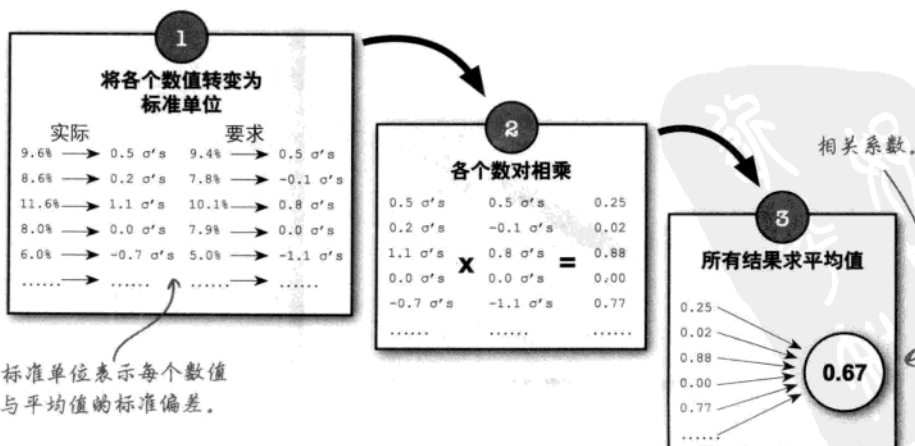 1
将各个数值转变为
标准单位
实际 要求
9.6% 0.5 σ's 9.4% 0.5 σ's
8.6% 0.2 σ's 7.8% -0.1 σ's
11.6% 1.1 σ's 10.1% 0.8 σ's
8.0% 0.0 σ's 7.9% 0.0 σ's
6.0% -0.7 σ's 5.0% -1.1 σ's
...... ...... ...... ......
标准单位表示每个数值
与平均值的标准偏差.
2
各个数对相乘
0.5 σ's 0.5 σ's 0.25
0.2 σ's -0.1 σ's 0.02
1.1 σ's x 0.8 σ's = 0.88
0.0 σ's 0.0 σ's 0.00
-0.7 σ's -1.1 σ's 0.77
...... ...... ......
相关系数.
3
所有结果求平均值
0.25
0.02
0.88 0.67
0.00
0.77
......